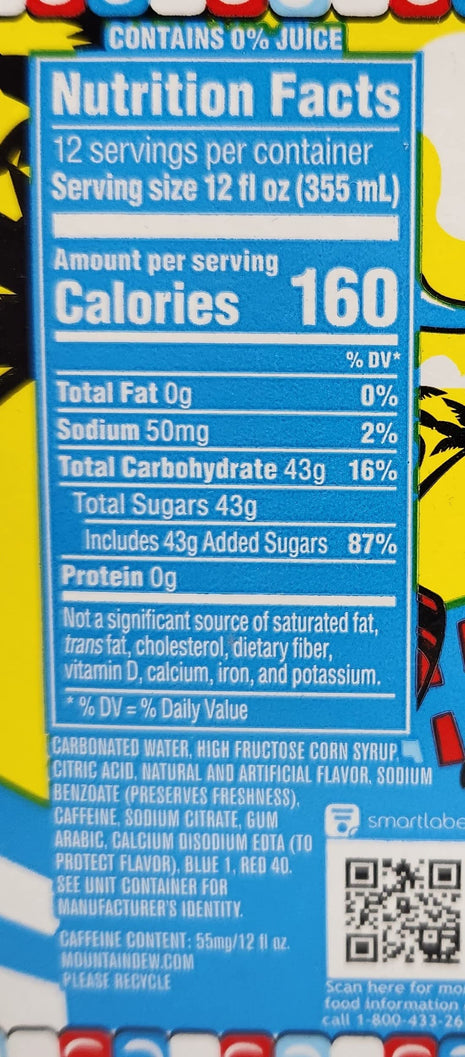 CONTAINS 0% JUICE
Nutrition Facts
12 servings per container
Serving size 12 fl oz (355 mL)
Amount per serving
Calories 160
% DV*
Total Fat 0g 0%
Sodium 50mg 2%
Total Carbohydrate 43g 16%
Total Sugars 43g
Includes 43g Added Sugars 87%
Protein 0g
Not a significant source of saturated fat,
trans fat, cholesterol, dietary fiber,
vitamin D, calcium, iron, and potassium.
* % DV = % Daily Value
CARBONATED WATER, HIGH FRUCTOSE CORN SYRUP,
CITRIC ACID, NATURAL AND ARTIFICIAL FLAVOR, SODIUM
BENZOATE (PRESERVES FRESHNESS),
CAFFEINE, SODIUM CITRATE, GUM
ARABIC, CALCIUM DISODIUM EDTA (TO
PROTECT FLAVOR), BLUE 1, RED 40.
SEE UNIT CONTAINER FOR
MANUFACTURER'S IDENTITY.
CAFFEINE CONTENT: 55mg/12 fl oz.
MOUNTAINDEW.COM
PLEASE RECYCLE
smartlabe
Scan here for mo
food information
call 1-800-433-26